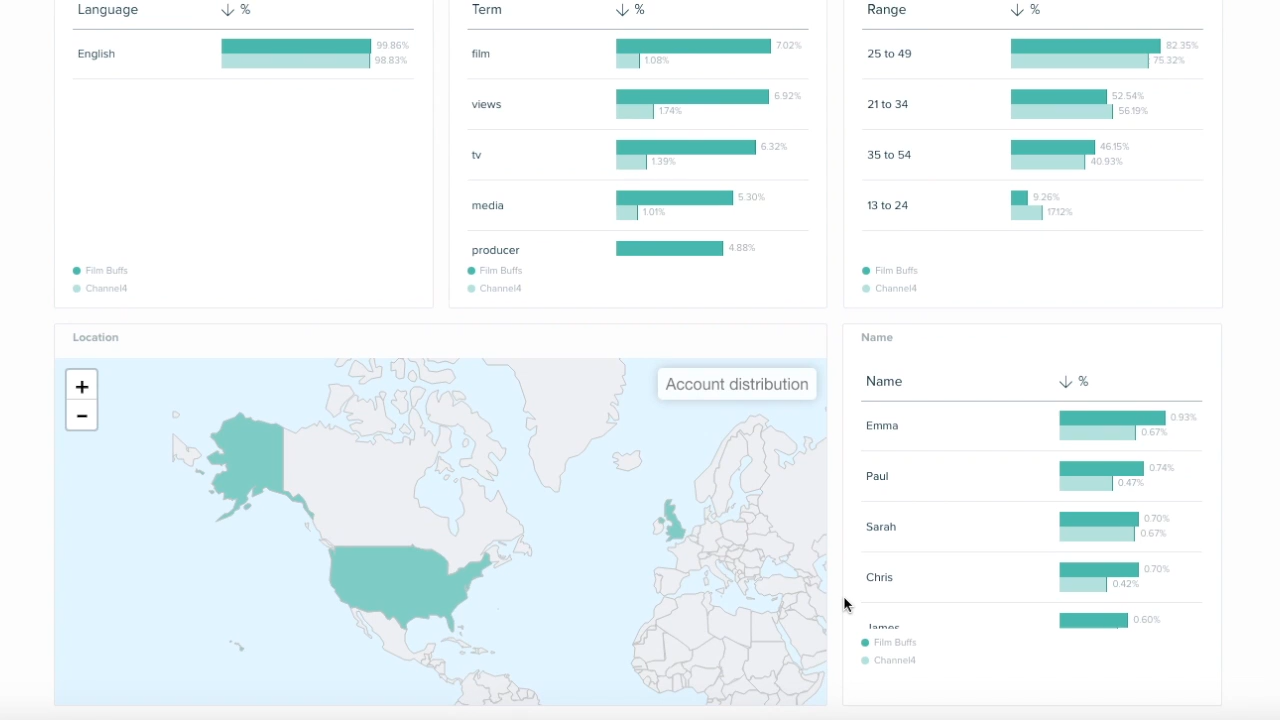 Language ↓ %
English 99.86%
98.83%
Film Buffs
Channel4
Term ↓ %
film 7.02%
1.08%
views 6.92%
1.74%
tv 6.32%
1.39%
media 5.30%
1.01%
producer 4.88%
Film Buffs
Channel4
Range ↓ %
25 to 49 82.35%
75.32%
21 to 34 52.54%
56.19%
35 to 54 46.15%
40.93%
13 to 24 9.26%
17.12%
Film Buffs
Channel4
Location
+
-
Account distribution
Name
Name ↓ %
Emma 0.93%
0.67%
Paul 0.74%
0.47%
Sarah 0.70%
0.67%
Chris 0.70%
0.42%
James 0.60%
Film Buffs
Channel4